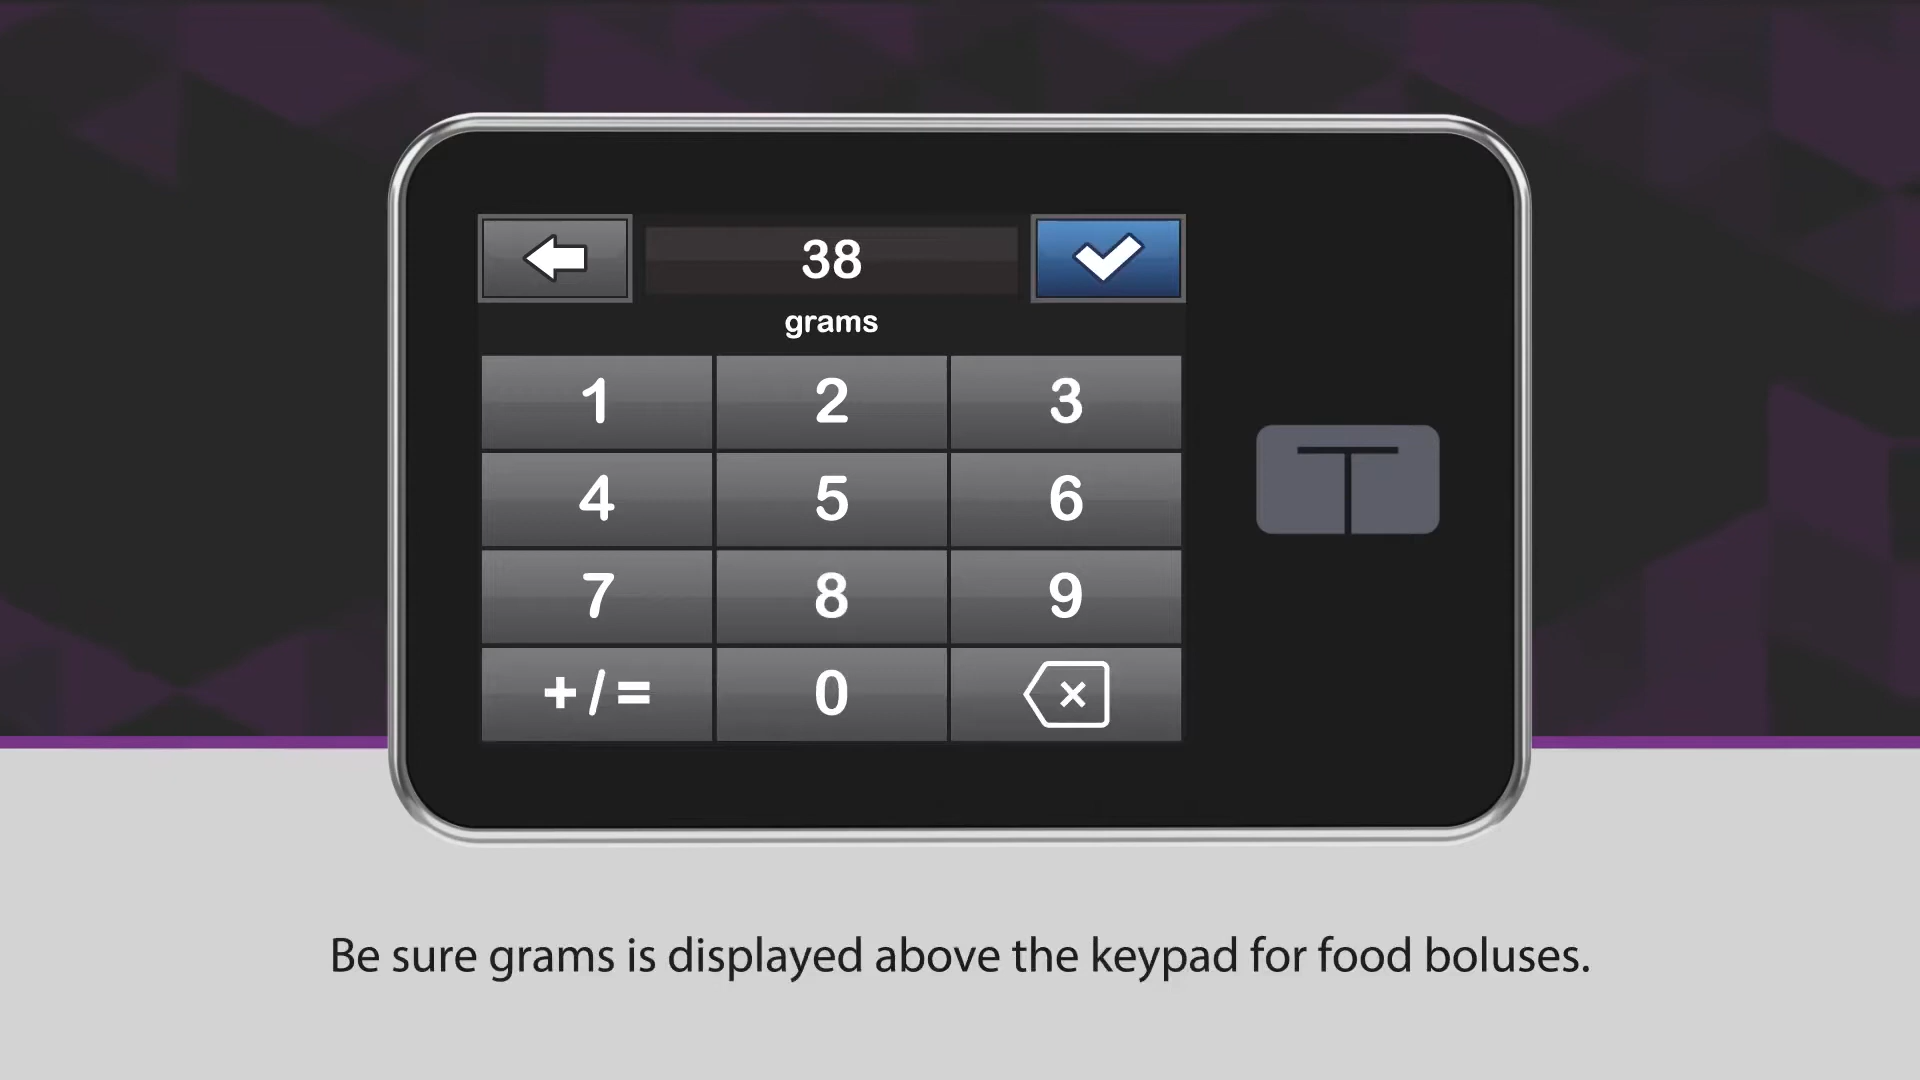 38
grams
1 2 3
4 5 6
7 8 9
+ / = 0
Be sure grams is displayed above the keypad for food boluses.